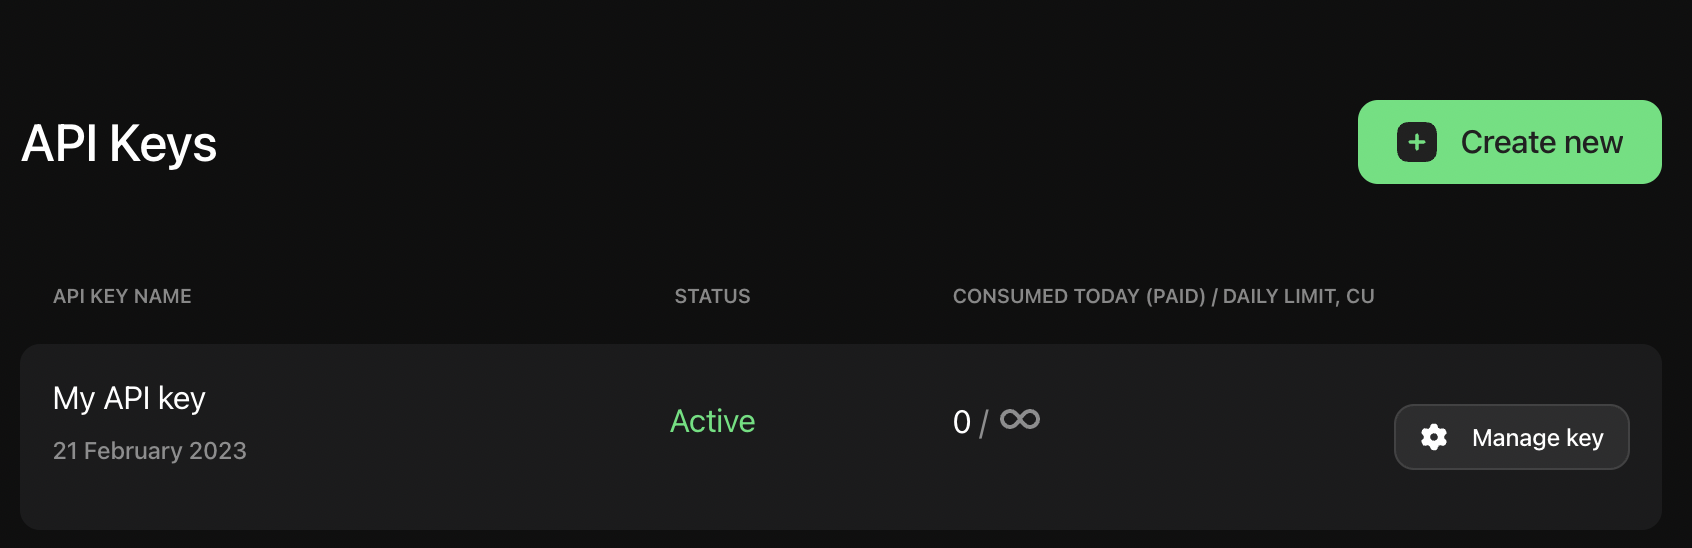 API Keys
Create new
API KEY NAME
STATUS
CONSUMED TODAY (PAID) / DAILY LIMIT, CU
My API key
21 February 2023
Active
0 / ∞
Manage key